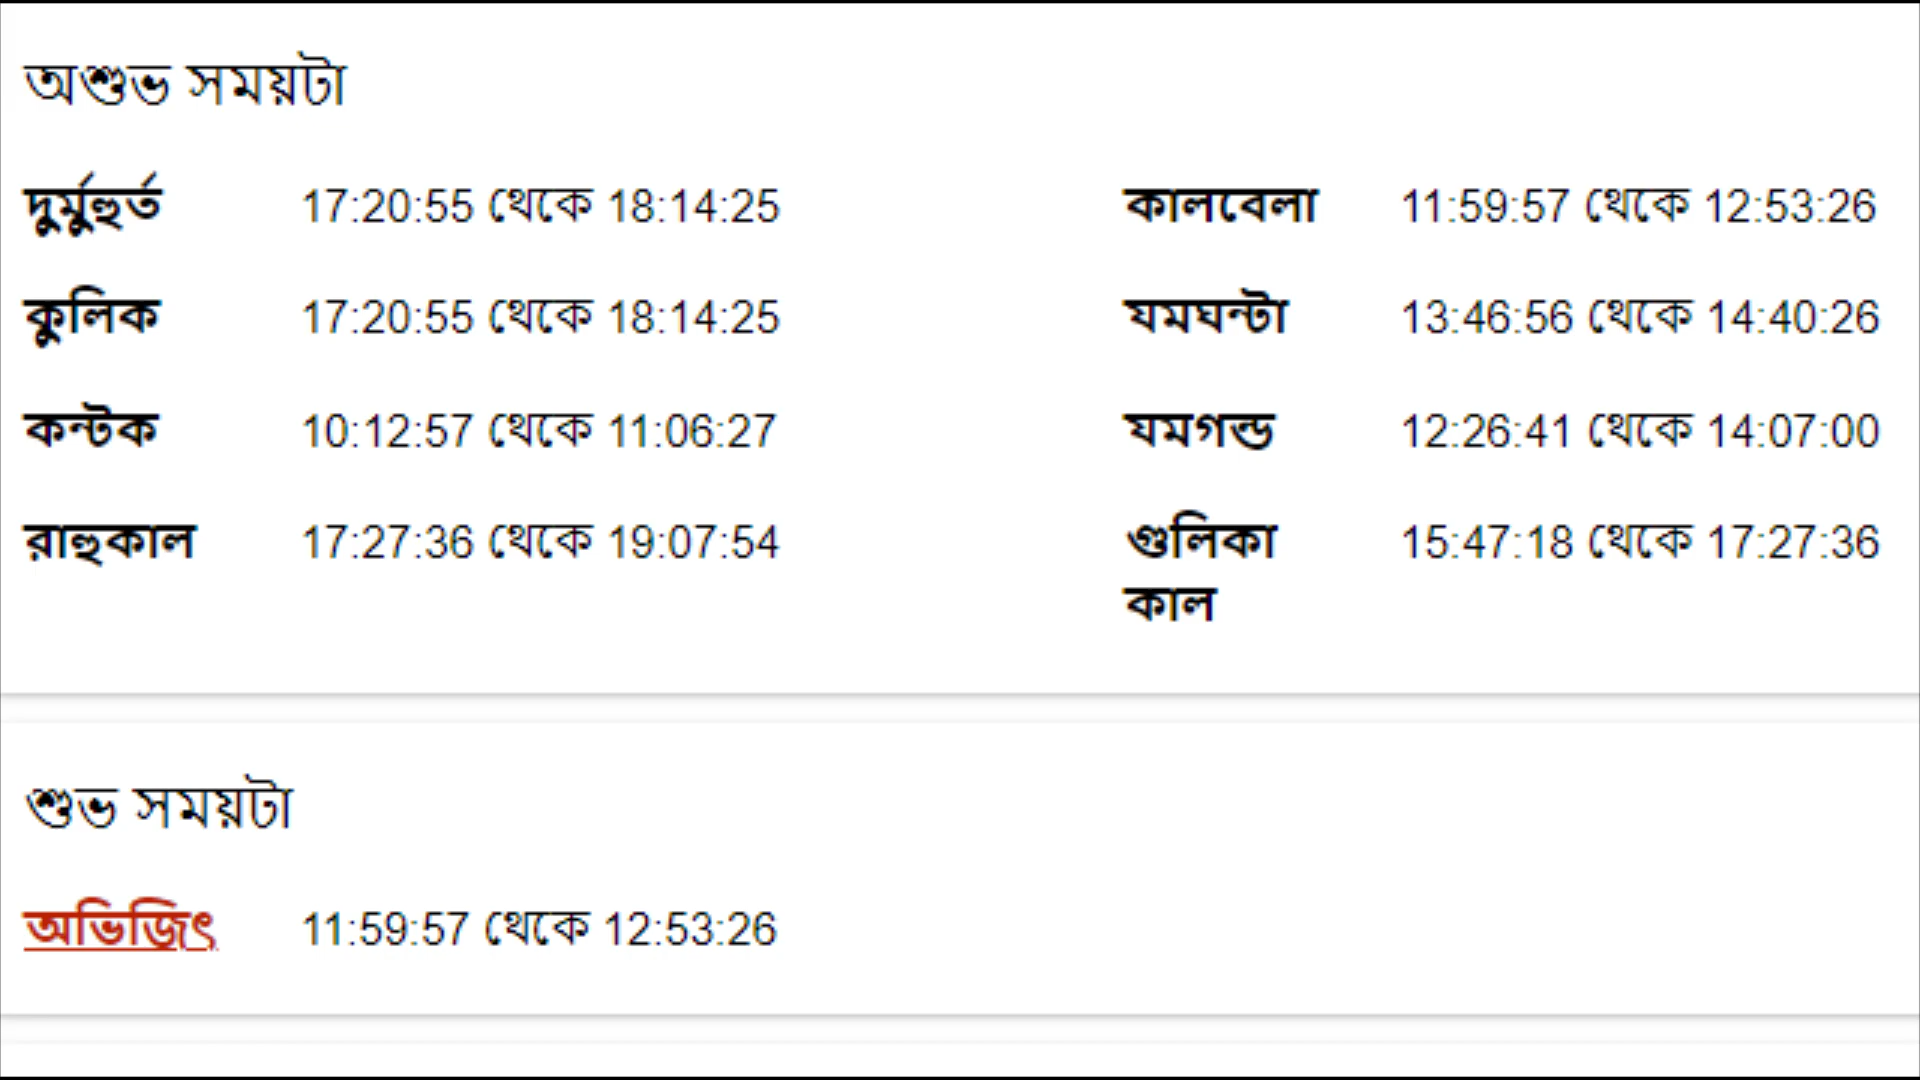 অশুভ সময়টা
দুর্মুহুর্ত 17:20:55 থেকে 18:14:25 কালবেলা 11:59:57 থেকে 12:53:26
কুলিক 17:20:55 থেকে 18:14:25 যমঘন্টা 13:46:56 থেকে 14:40:26
কন্টক 10:12:57 থেকে 11:06:27 যমগন্ড 12:26:41 থেকে 14:07:00
রাহুকাল 17:27:36 থেকে 19:07:54 গুলিকা 15:47:18 থেকে 17:27:36
কাল
শুভ সময়টা
অভিজিৎ 11:59:57 থেকে 12:53:26